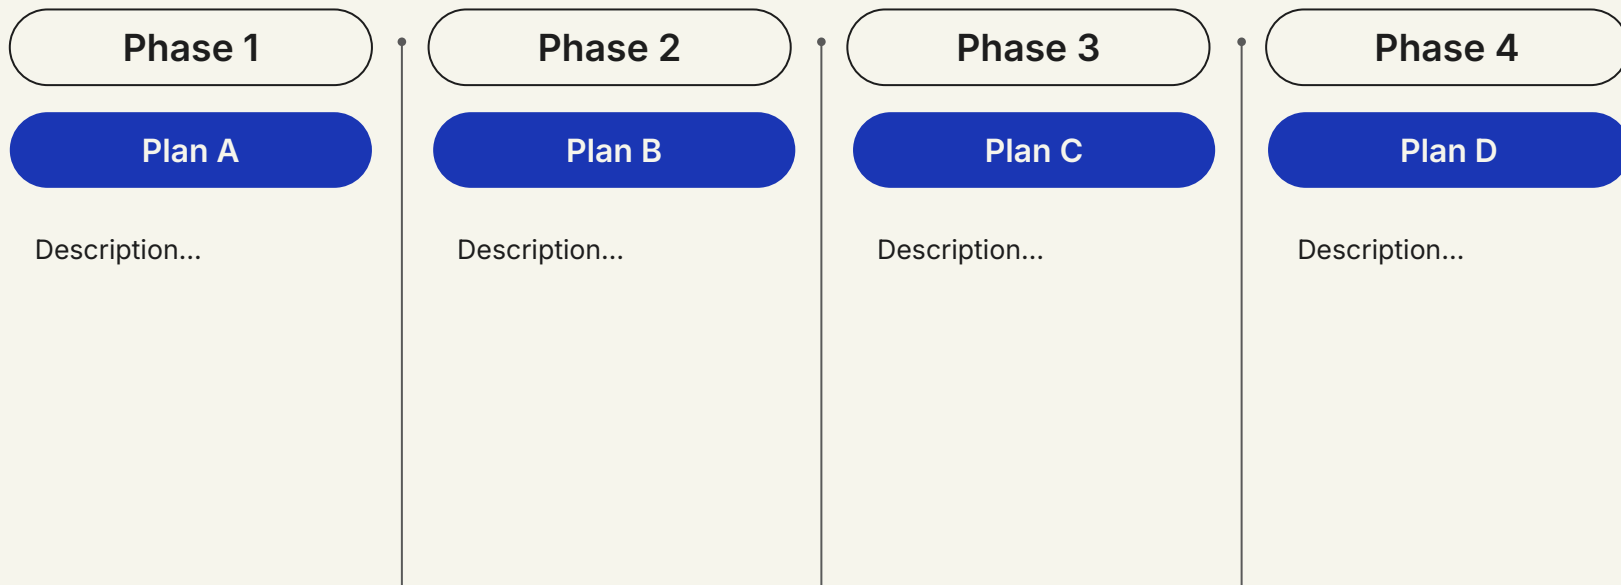 Phase 1
Phase 2
Phase 3
Phase 4
Plan A
Plan B
Plan C
Plan D
Description...
Description...
Description...
Description...